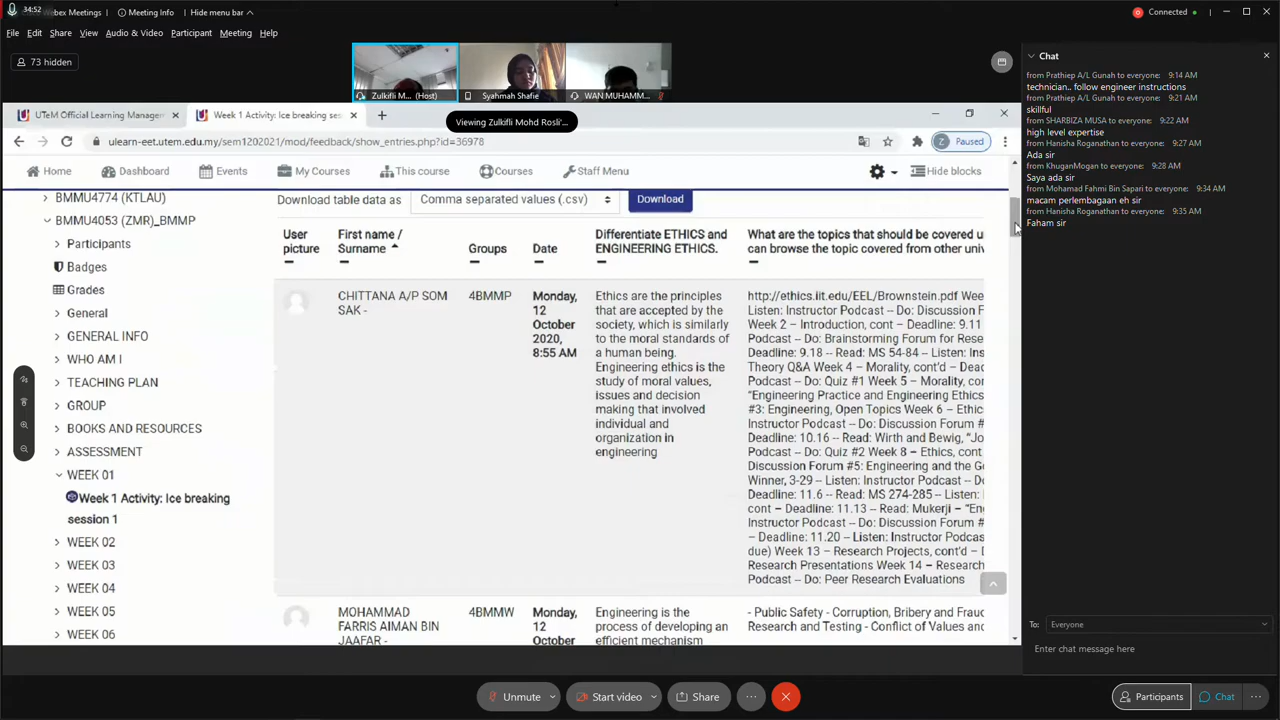 34:52
ex Meetings
Meeting Info
Hide menu bar
Connected
File Edit Share View Audio & Video Participant Meeting Help
73 hidden
Zulkifli M... (Host)
Syahmah Shafie
WAN MUHAMM...
Viewing Zulkifli Mohd Rosli'...
UTeM Official Learning Manager
Week 1 Activity: Ice breaking ses
ulearn-eet.utem.edu.my/sem1202021/mod/feedback/show_entries.php?id=36978
Z Paused
Home Dashboard Events My Courses This course Courses Staff Menu Hide blocks
BMMU4774 (KTLAU)
BMMU4053 (ZMR)_BMMP
Participants
Badges
Grades
General
GENERAL INFO
WHO AM I
TEACHING PLAN
GROUP
BOOKS AND RESOURCES
ASSESSMENT
WEEK 01
Week 1 Activity: Ice breaking
session 1
WEEK 02
WEEK 03
WEEK 04
WEEK 05
WEEK 06
Download table data as Comma separated values (.csv) Download
User
picture
First name /
Surname
Groups
Date
Differentiate ETHICS and
ENGINEERING ETHICS.
What are the topics that should be covered u
can browse the topic covered from other univ
CHITTANA A/P SOM
SAK -
4BMMP
Monday,
12
October
2020,
8:55 AM
Ethics are the principles
that are accepted by the
society, which is similarly
to the moral standards of
a human being.
Engineering ethics is the
study of moral values,
issues and decision
making that involved
individual and
organization in
engineering
http://ethics.iit.edu/EEL/Brownstein.pdf Wee
Listen: Instructor Podcast -- Do: Discussion F
Week 2 – Introduction, cont – Deadline: 9.11
Podcast -- Do: Brainstorming Forum for Rese
Deadline: 9.18 -- Read: MS 54-84 -- Listen: Ins
Theory Q&A Week 4 – Morality, cont'd – Dead
Podcast -- Do: Quiz #1 Week 5 – Morality, cor
"Engineering Practice and Engineering Ethics
#3: Engineering, Open Topics Week 6 – Ethic
Instructor Podcast -- Do: Discussion Forum #
Deadline: 10.16 -- Read: Wirth and Bewig, "Jo
Podcast -- Do: Quiz #2 Week 8 – Ethics, cont
Discussion Forum #5: Engineering and the Ge
Winner, 3-29 -- Listen: Instructor Podcast -- D
Deadline: 11.6 -- Read: MS 274-285 -- Listen:
cont – Deadline: 11.13 -- Read: Mukerji – "En
Instructor Podcast -- Do: Discussion Forum #
– Deadline: 11.20 -- Listen: Instructor Podcas
due) Week 13 – Research Projects, cont'd – D
Research Presentations Week 14 – Research
Podcast -- Do: Peer Research Evaluations
MOHAMMAD
FARRIS AIMAN BIN
JAAFAR -
4BMMW
Monday,
12
October
Engineering is the
process of developing an
efficient mechanism
- Public Safety - Corruption, Bribery and Frauc
Research and Testing - Conflict of Values and
Chat
from Prathiep A/L Gunah to everyone: 9:14 AM
technician.. follow engineer instructions
from Prathiep A/L Gunah to everyone: 9:21 AM
skillful
from SHARBIZA MUSA to everyone: 9:22 AM
high level expertise
from Hanisha Roganathan to everyone: 9:27 AM
Ada sir
from KhuganMogan to everyone: 9:28 AM
Saya ada sir
from Mohamad Fahmi Bin Sapari to everyone: 9:34 AM
macam perlembagaan eh sir
from Hanisha Roganathan to everyone: 9:35 AM
Faham sir
To: Everyone
Enter chat message here
Unmute
Start video
Share
Participants
Chat